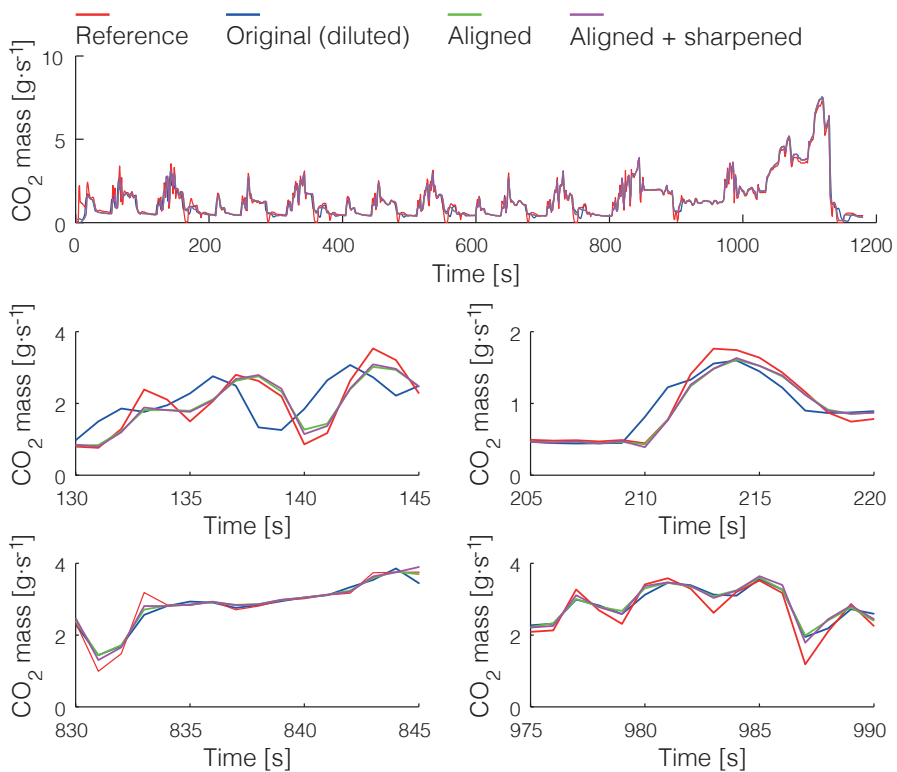 Reference Original (diluted) Aligned Aligned + sharpened
CO2 mass [g·s-1]
10
5
0
0 200 400 600 800 1000 1200
Time [s]
CO2 mass [g·s-1]
4
2
0
130 135 140 145
Time [s]
CO2 mass [g·s-1]
2
1
0
205 210 215 220
Time [s]
CO2 mass [g·s-1]
4
2
0
830 835 840 845
Time [s]
CO2 mass [g·s-1]
4
2
0
975 980 985 990
Time [s]